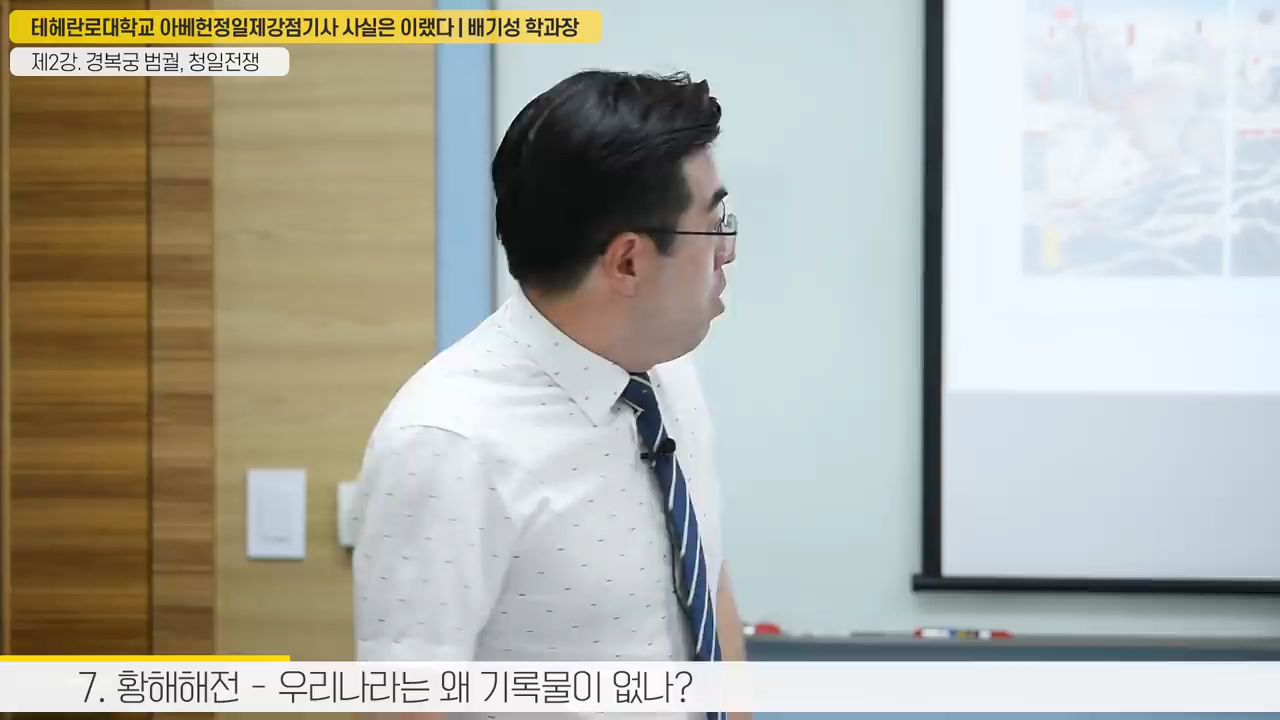 테헤란로대학교 아베헌정일제강점기사 사실은 이랬다 | 배기성 학과장
제2강. 경복궁 범궐, 청일전쟁
7. 황해해전 - 우리나라는 왜 기록물이 없나?